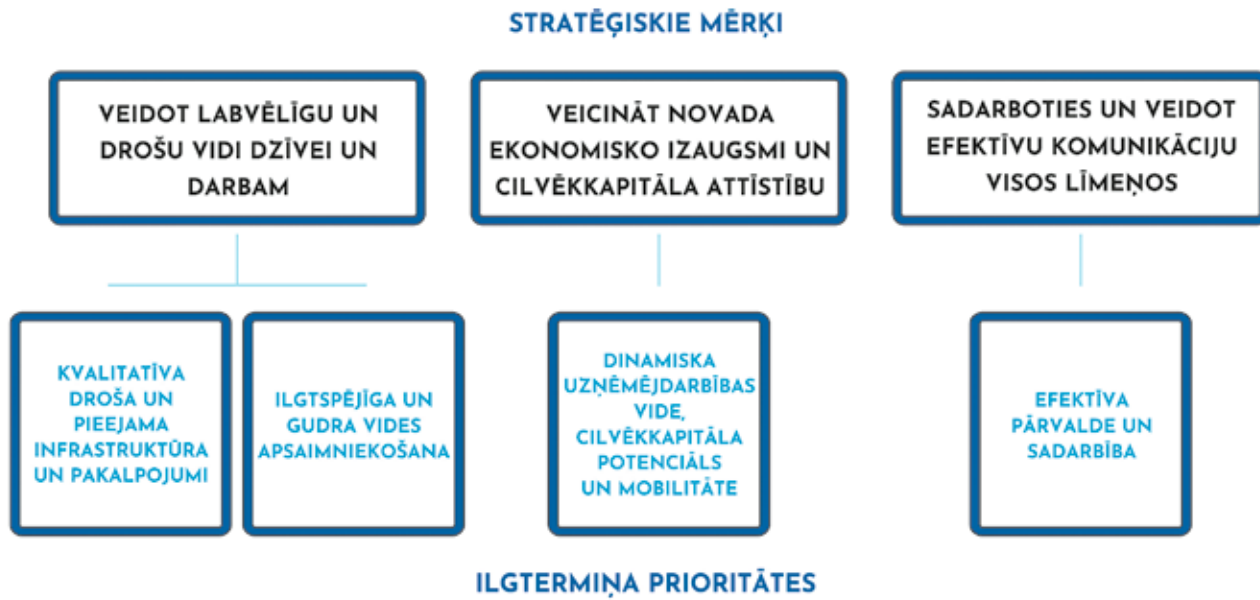 STRATĒĢISKIE MĒRĶI
VEIDOT LABVĒLĪGU UN
DROŠU VIDI DZĪVEI UN
DARBAM
VEICINĀT NOVADA
EKONOMISKO IZAUGSMI UN
CILVĒKKAPITĀLA ATTĪSTĪBU
SADARBOTIES UN VEIDOT
EFEKTĪVU KOMUNIKĀCIJU
VISOS LĪMEŅOS
KVALITATĪVA
DROŠA UN
PIEEJAMA
INFRASTRUKTŪRA
UN PAKALPOJUMI
ILGTSPĒJĪGA UN
GUDRA VIDES
APSAIMNIEKOŠANA
DINAMISKA
UZŅĒMĒJDARBĪBAS
VIDE,
CILVĒKKAPITĀLA
POTENCIĀLS
UN MOBILITĀTE
EFEKTĪVA
PĀRVALDE UN
SADARBĪBA
ILGTERMIŅA PRIORITĀTES